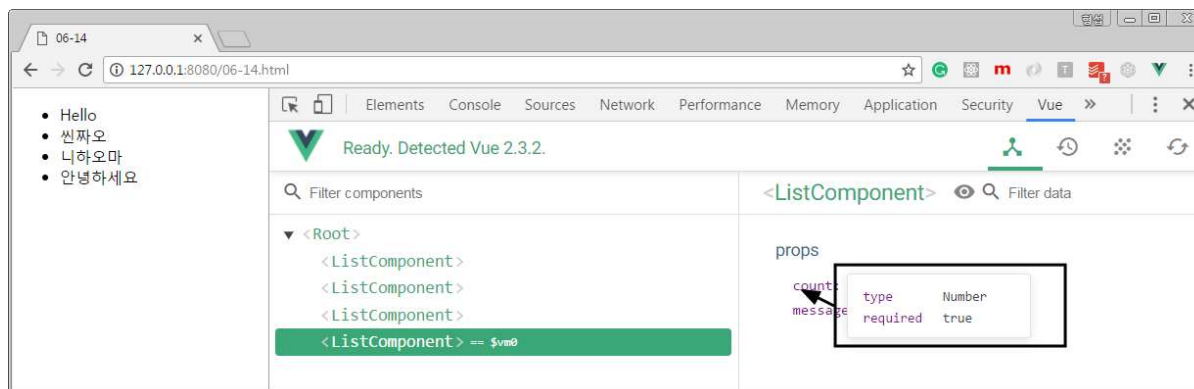 06-14
127.0.0.1:8080/06-14.html
Hello
씬짜오
니하오마
안녕하세요
Elements Console Sources Network Performance Memory Application Security Vue »
Ready. Detected Vue 2.3.2.
Filter components
<ListComponent> Filter data
▼ <Root>
<ListComponent>
<ListComponent>
<ListComponent>
<ListComponent> == $vm0
props
count:
message
type Number
required true